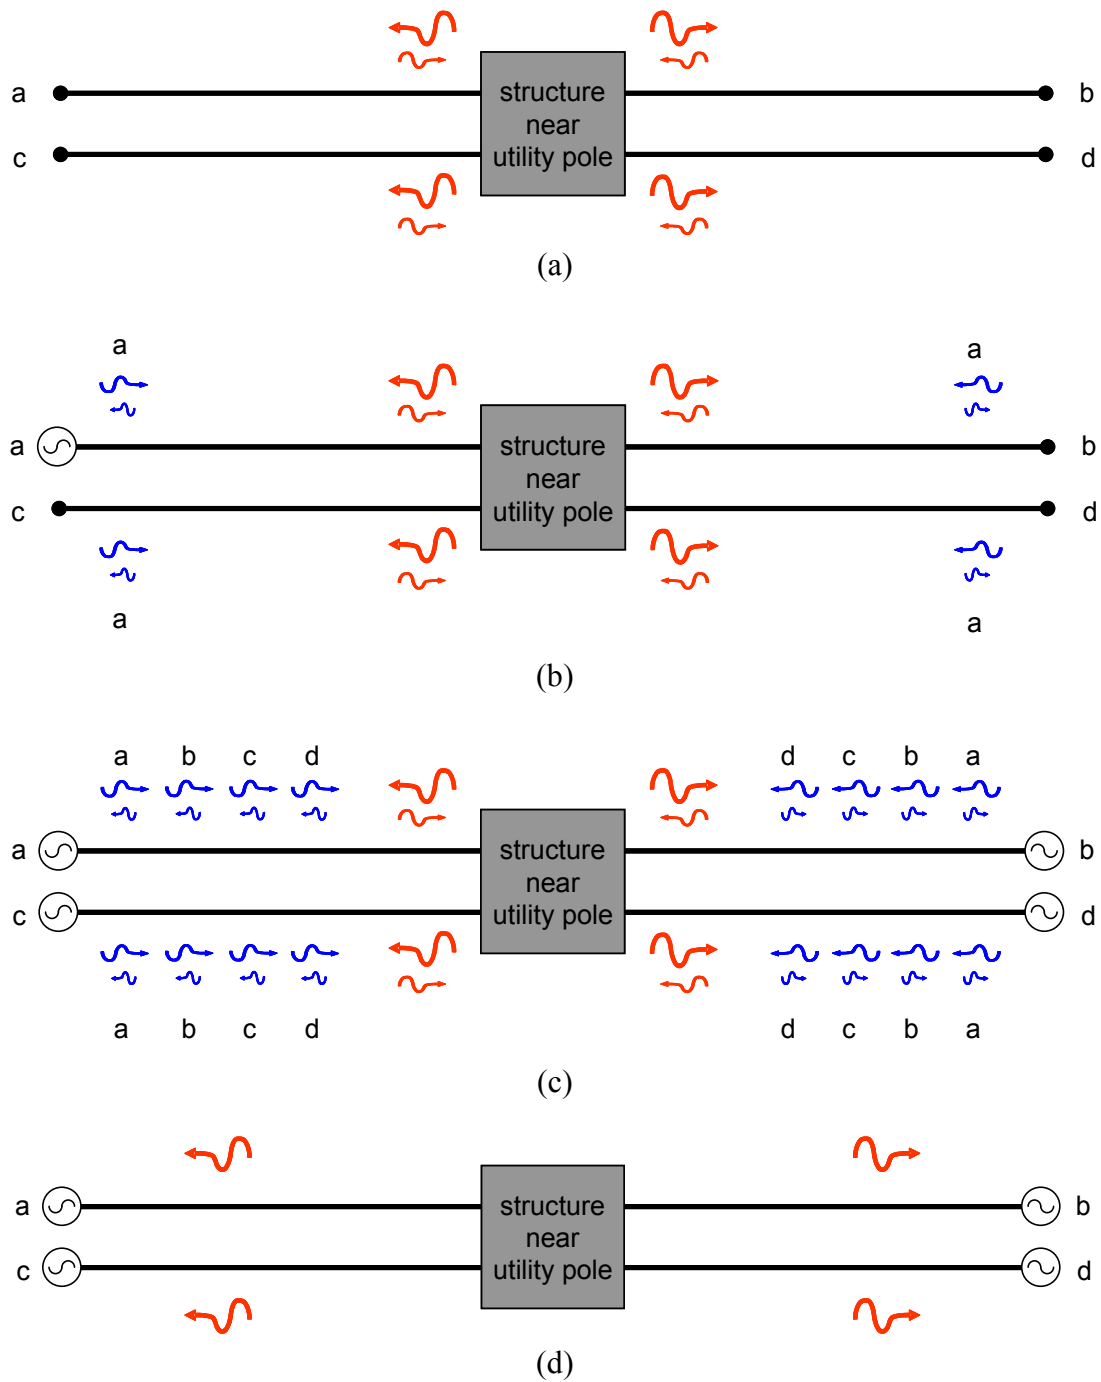 a structure b
near
c utility pole d
(a)
a a
a structure b
near
c utility pole d
a a
(b)
a b c d d c b a
a structure b
near
c utility pole d
a b c d d c b a
(c)
a structure b
near
c utility pole d
(d)